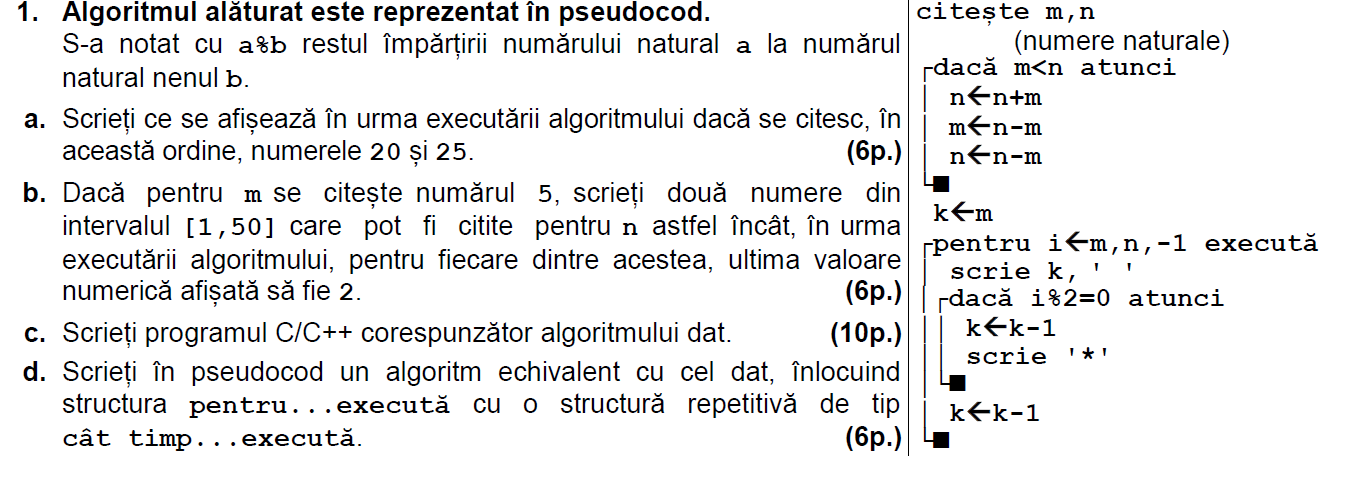 1. Algoritmul alăturat este reprezentat în pseudocod.
S-a notat cu a%b restul împărțirii numărului natural a la numărul
natural nenul b.
a. Scrieți ce se afișează în urma executării algoritmului dacă se citesc, în
această ordine, numerele 20 și 25. (6p.)
b. Dacă pentru m se citește numărul 5, scrieți două numere din
intervalul [1,50] care pot fi citite pentru n astfel încât, în urma
executării algoritmului, pentru fiecare dintre acestea, ultima valoare
numerică afișată să fie 2. (6p.)
c. Scrieți programul C/C++ corespunzător algoritmului dat. (10p.)
d. Scrieți în pseudocod un algoritm echivalent cu cel dat, înlocuind
structura pentru...execută cu o structură repetitivă de tip
cât timp...execută. (6p.)
citește m,n
(numere naturale)
┌dacă m<n atunci
│ n←n+m
│ m←n-m
│ n←n-m
└■
k←m
┌pentru i←m,n,-1 execută
│ scrie k,' '
│┌dacă i%2=0 atunci
││ k←k-1
││ scrie '*'
│└■
│ k←k-1
└■